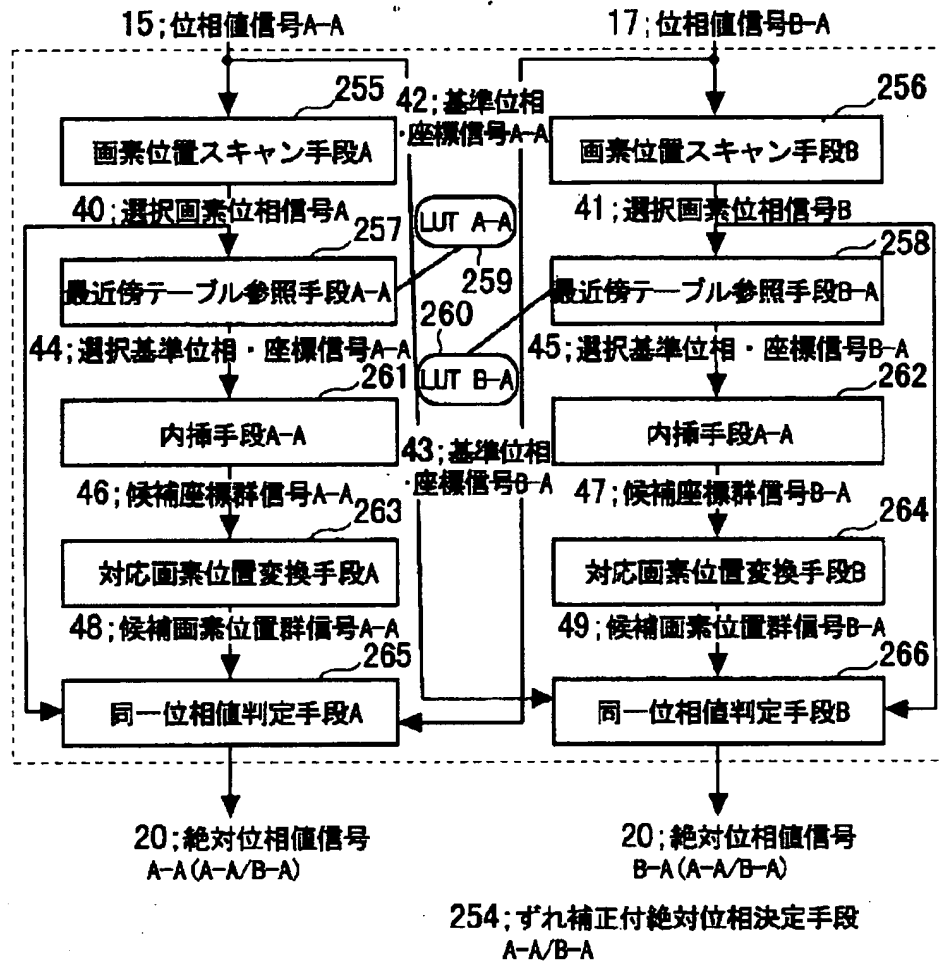 15;位相値信号A-A
17;位相値信号B-A
255
42;基準位相
・座標信号A-A
256
画素位置スキャン手段A
画素位置スキャン手段B
40;選択画素位相信号A
41;選択画素位相信号B
257
LUT A-A
258
259
最近傍テーブル参照手段A-A
最近傍テーブル参照手段B-A
260
44;選択基準位相・座標信号A-A
45;選択基準位相・座標信号B-A
261
LUT B-A
262
内挿手段A-A
内挿手段A-A
43;基準位相
・座標信号B-A
46;候補座標群信号A-A
47;候補座標群信号B-A
263
264
対応画素位置変換手段A
対応画素位置変換手段B
48;候補画素位置群信号A-A
49;候補画素位置群信号B-A
265
266
同一位相値判定手段A
同一位相値判定手段B
20;絶対位相値信号
A-A(A-A/B-A)
20;絶対位相値信号
B-A(A-A/B-A)
254;ずれ補正付絶対位相決定手段
A-A/B-A